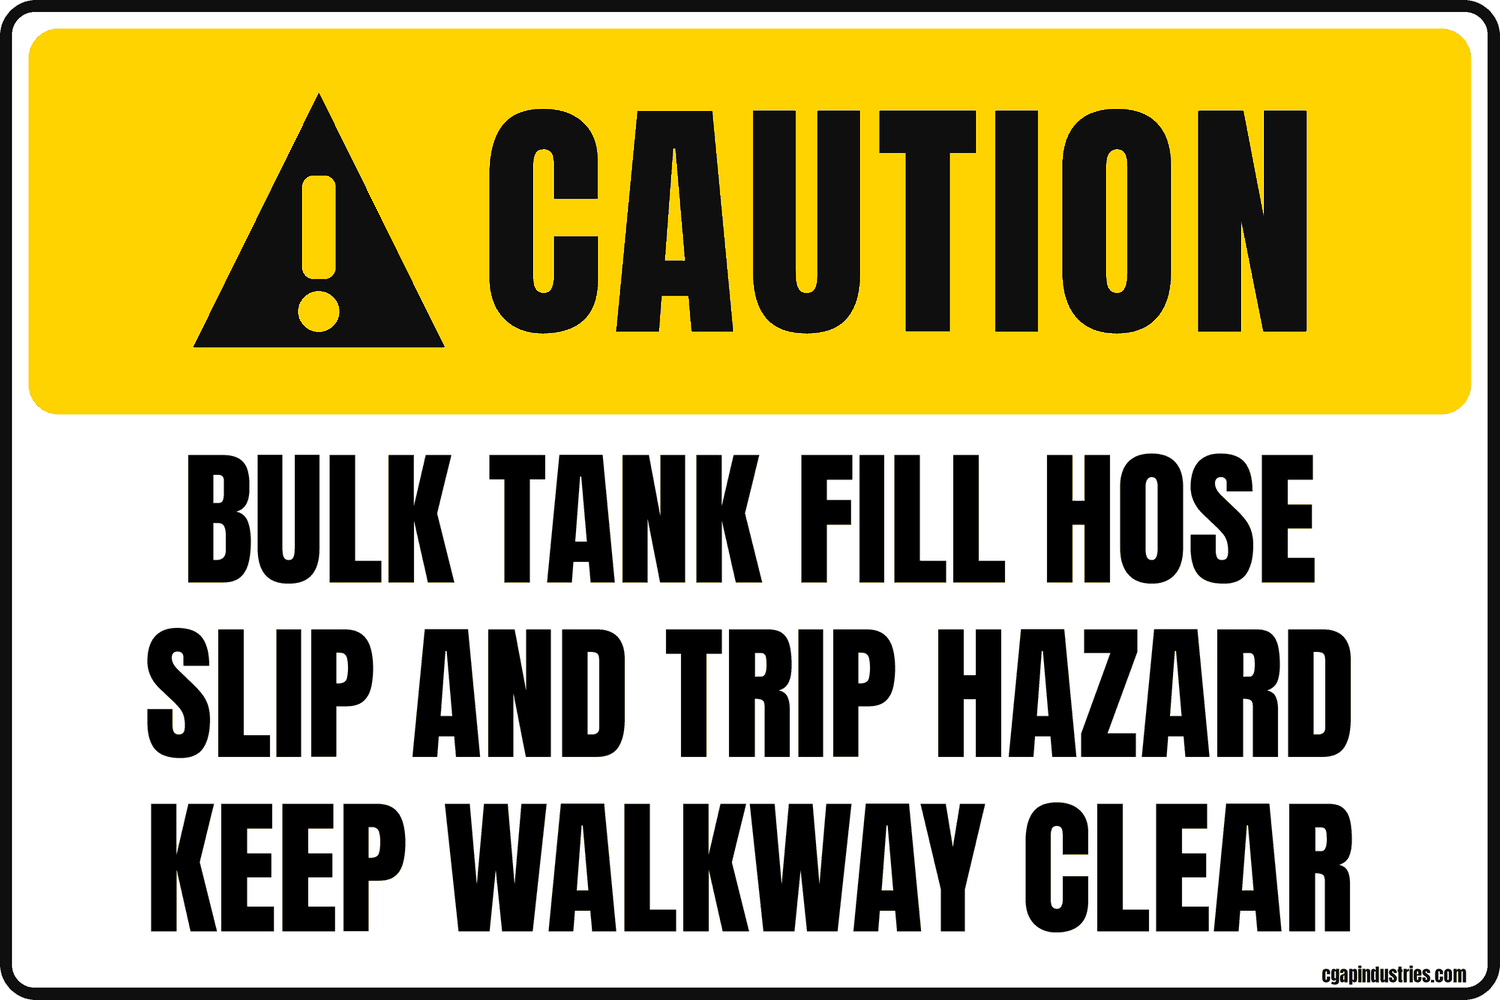 CAUTION
BULK TANK FILL HOSE
SLIP AND TRIP HAZARD
KEEP WALKWAY CLEAR
cgapindustries.com